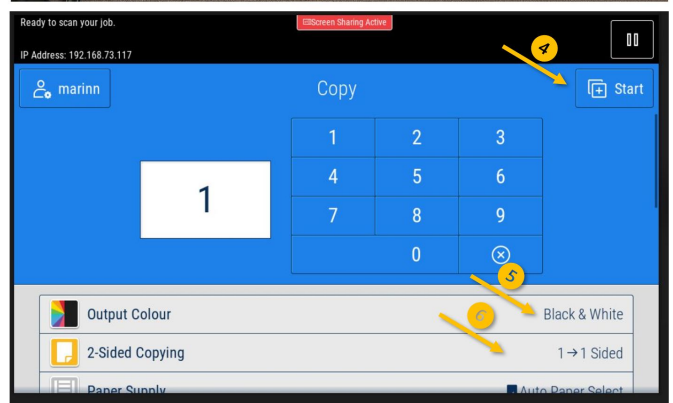 Ready to scan your job.
Screen Sharing Active
IP Address: 192.168.73.117
4
marinn
Copy
Start
1 2 3
4 5 6
1
7 8 9
0
5
Output Colour
6
Black & White
2-Sided Copying
1→1 Sided
Paper Supply
Auto Paper Select